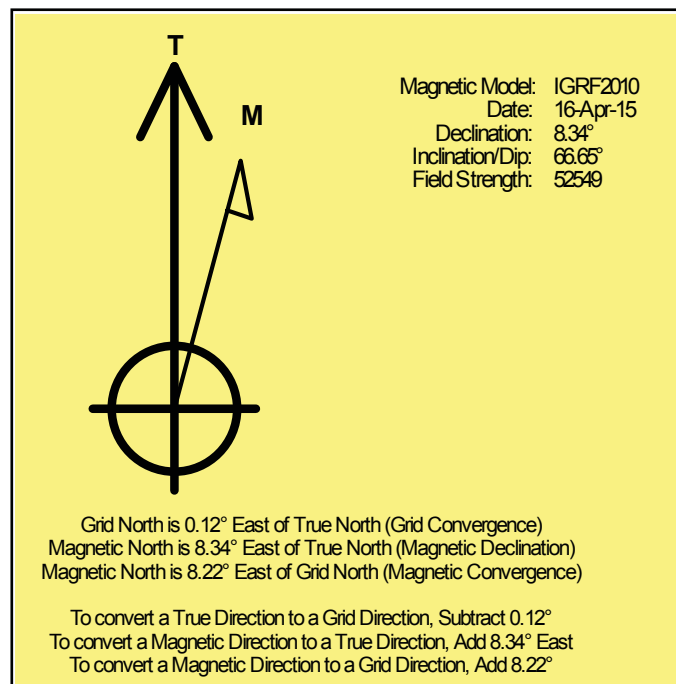 T
M
Magnetic Model: IGRF2010
Date: 16-Apr-15
Declination: 8.34°
Inclination/Dip: 66.65°
Field Strength: 52549
Grid North is 0.12° East of True North (Grid Convergence)
Magnetic North is 8.34° East of True North (Magnetic Declination)
Magnetic North is 8.22° East of Grid North (Magnetic Convergence)
To convert a True Direction to a Grid Direction, Subtract 0.12°
To convert a Magnetic Direction to a True Direction, Add 8.34° East
To convert a Magnetic Direction to a Grid Direction, Add 8.22°